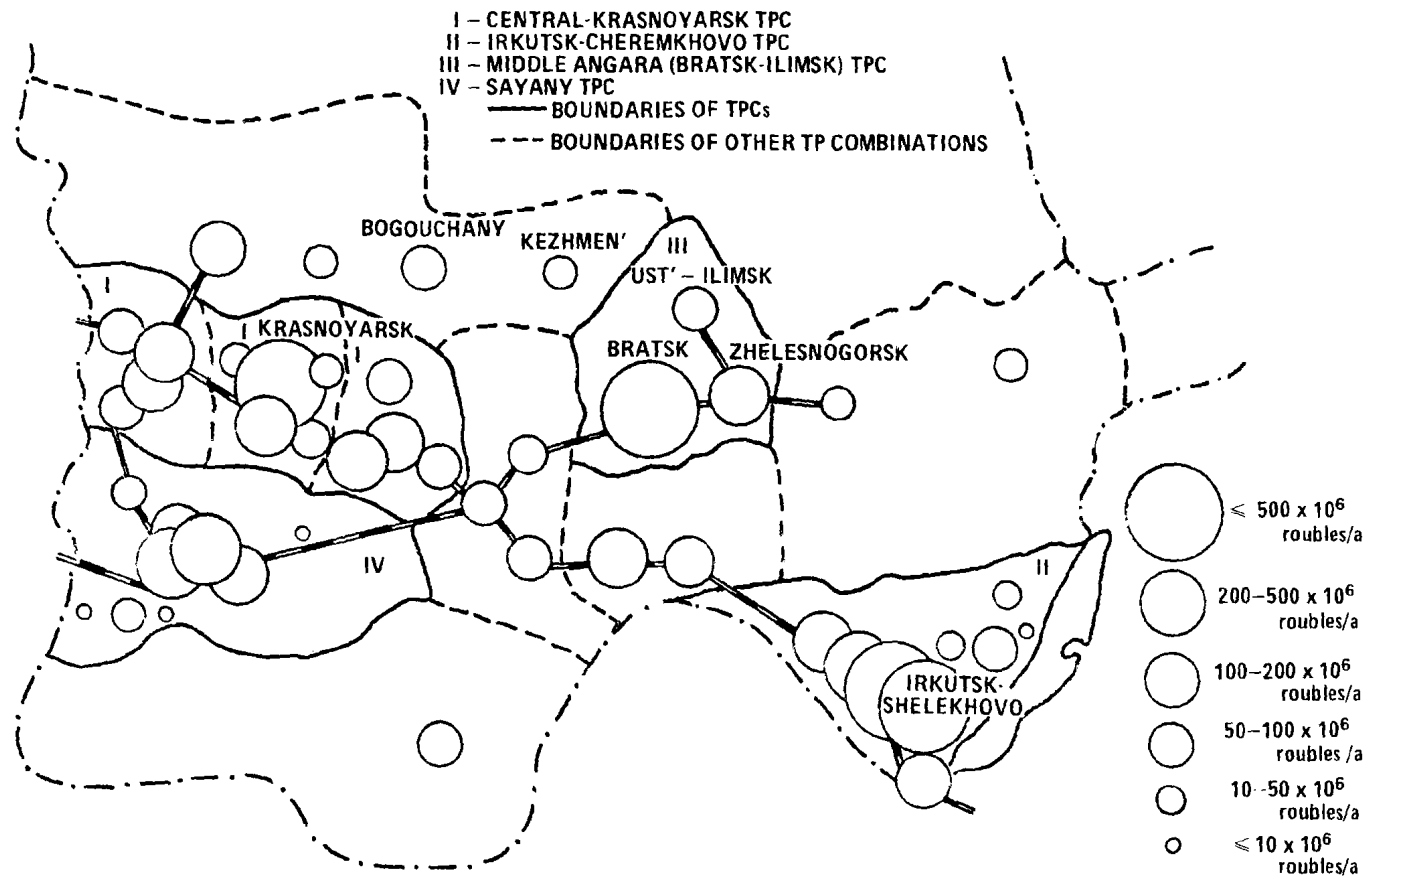 I – CENTRAL-KRASNOYARSK TPC
II – IRKUTSK-CHEREMKHOVO TPC
III – MIDDLE ANGARA (BRATSK-ILIMSK) TPC
IV – SAYANY TPC
BOUNDARIES OF TPCs
BOUNDARIES OF OTHER TP COMBINATIONS
BOGOUCHANY
KEZHMEN'
III
UST' – ILIMSK
I
KRASNOYARSK
I
I
BRATSK
ZHELESNOGORSK
IV
II
IRKUTSK-
SHELEKHOVO
≤ 500 x 10⁶
roubles/a
200–500 x 10⁶
roubles/a
100–200 x 10⁶
roubles/a
50–100 x 10⁶
roubles /a
10--50 x 10⁶
roubles/a
≤ 10 x 10⁶
roubles/a